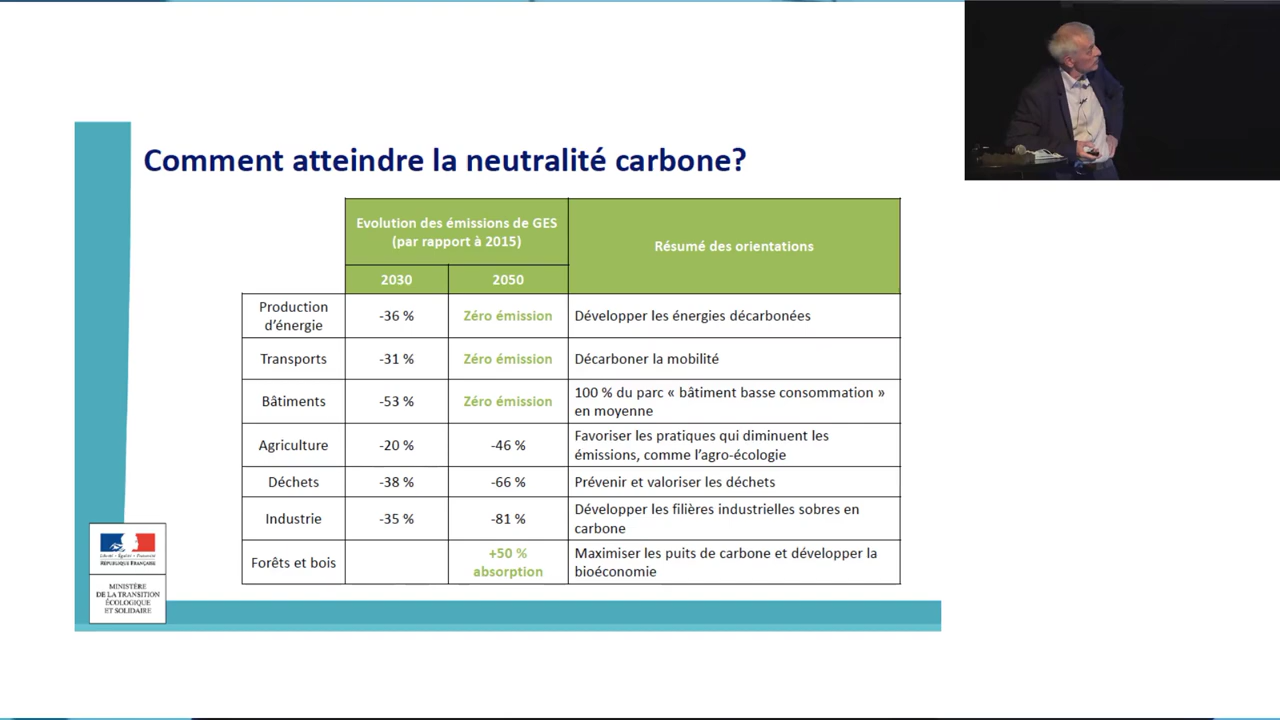 Comment atteindre la neutralité carbone?
Evolution des émissions de GES
(par rapport à 2015)
Résumé des orientations
2030
2050
Production
d’énergie
-36 %
Zéro émission
Développer les énergies décarbonées
Transports
-31 %
Zéro émission
Décarboner la mobilité
Bâtiments
-53 %
Zéro émission
100 % du parc « bâtiment basse consommation »
en moyenne
Agriculture
-20 %
-46 %
Favoriser les pratiques qui diminuent les
émissions, comme l’agro-écologie
Déchets
-38 %
-66 %
Prévenir et valoriser les déchets
Industrie
-35 %
-81 %
Développer les filières industrielles sobres en
carbone
Forêts et bois
+50 %
absorption
Maximiser les puits de carbone et développer la
bioéconomie
Liberté • Égalité • Fraternité
RÉPUBLIQUE FRANÇAISE
MINISTÈRE
DE LA TRANSITION
ÉCOLOGIQUE
ET SOLIDAIRE